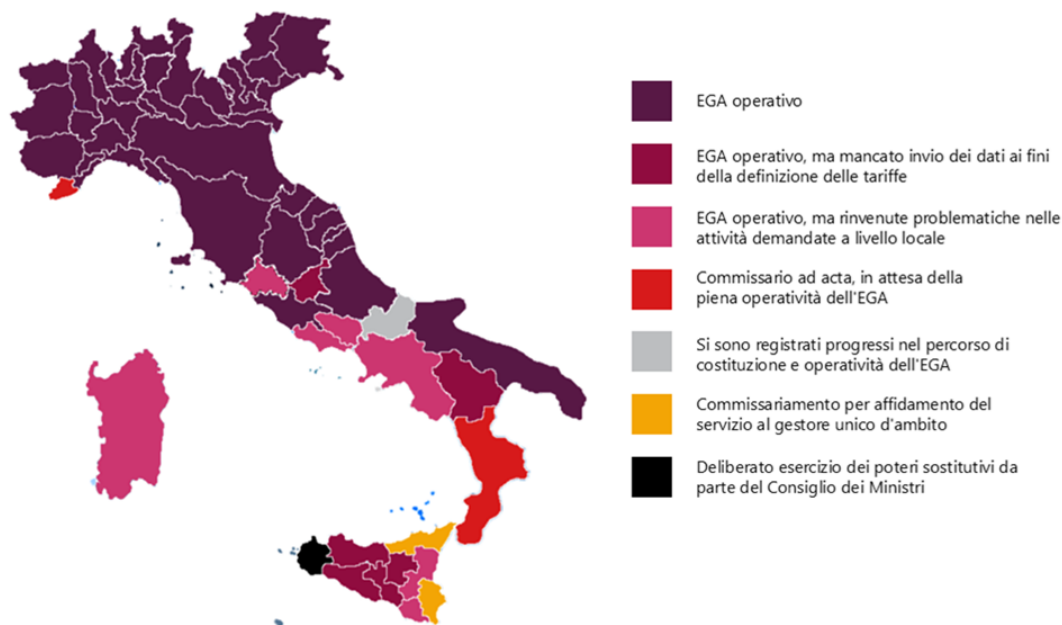 EGA operativo
EGA operativo, ma mancato invio dei dati ai fini
della definizione delle tariffe
EGA operativo, ma rinvenute problematiche nelle
attività demandate a livello locale
Commissario ad acta, in attesa della
piena operatività dell'EGA
Si sono registrati progressi nel percorso di
costituzione e operatività dell'EGA
Commissariamento per affidamento del
servizio al gestore unico d'ambito
Deliberato esercizio dei poteri sostitutivi da
parte del Consiglio dei Ministri